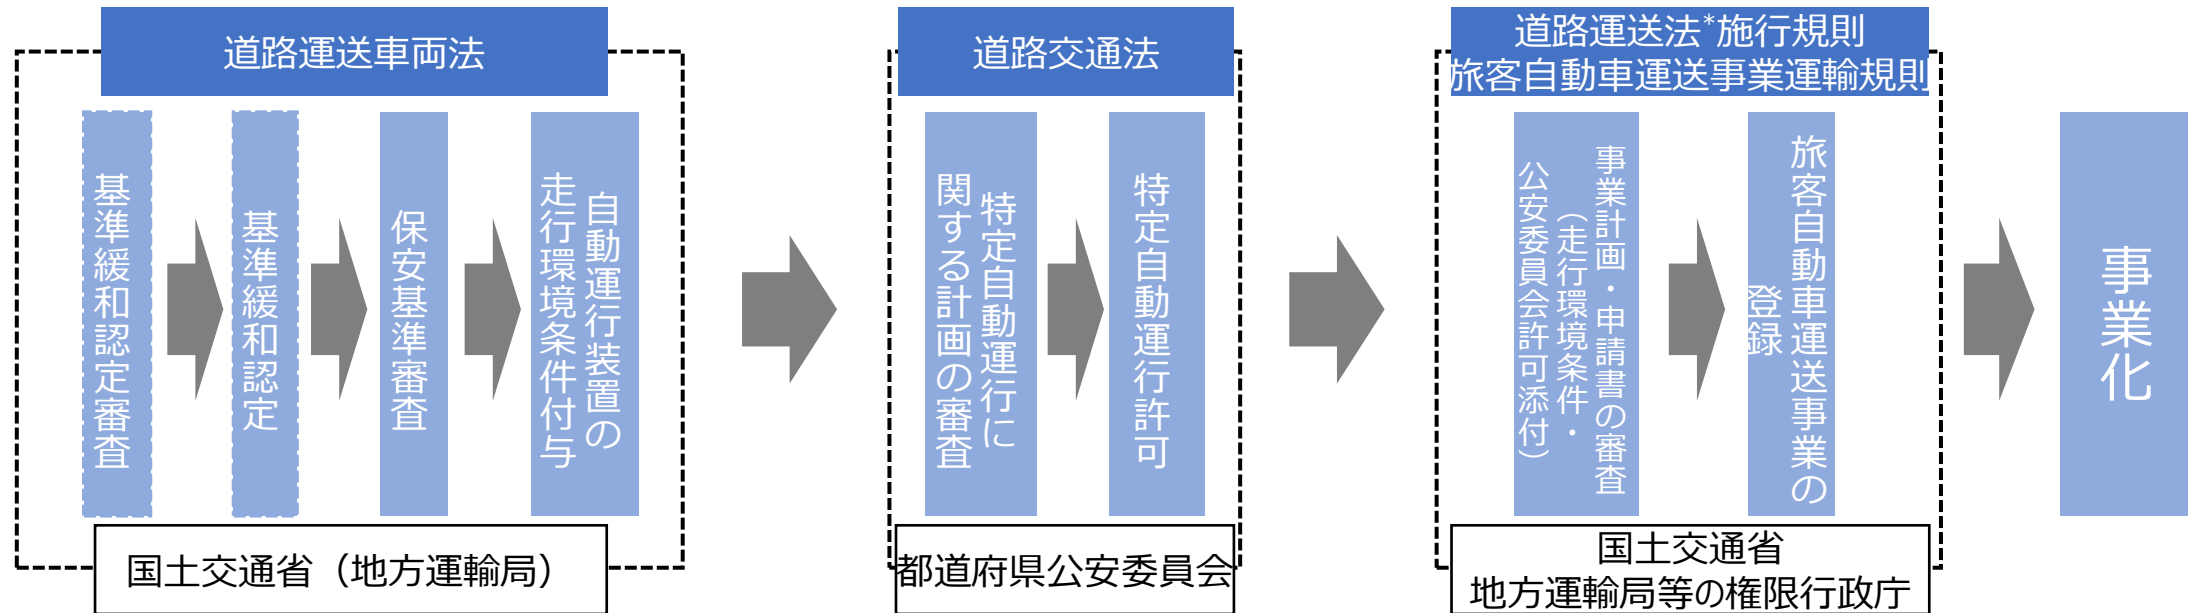 道路運送車両法
基準緩和認定審査
基準緩和認定
保安基準審査
自動運行装置の
走行環境条件付与
国土交通省（地方運輸局）
道路交通法
特定自動運行に
関する計画の審査
特定自動運行許可
都道府県公安委員会
道路運送法*施行規則
旅客自動車運送事業運輸規則
事業計画・申請書の審査
（走行環境条件・
公安委員会許可添付）
旅客自動車運送事業の
登録
国土交通省
地方運輸局等の権限行政庁
事業化